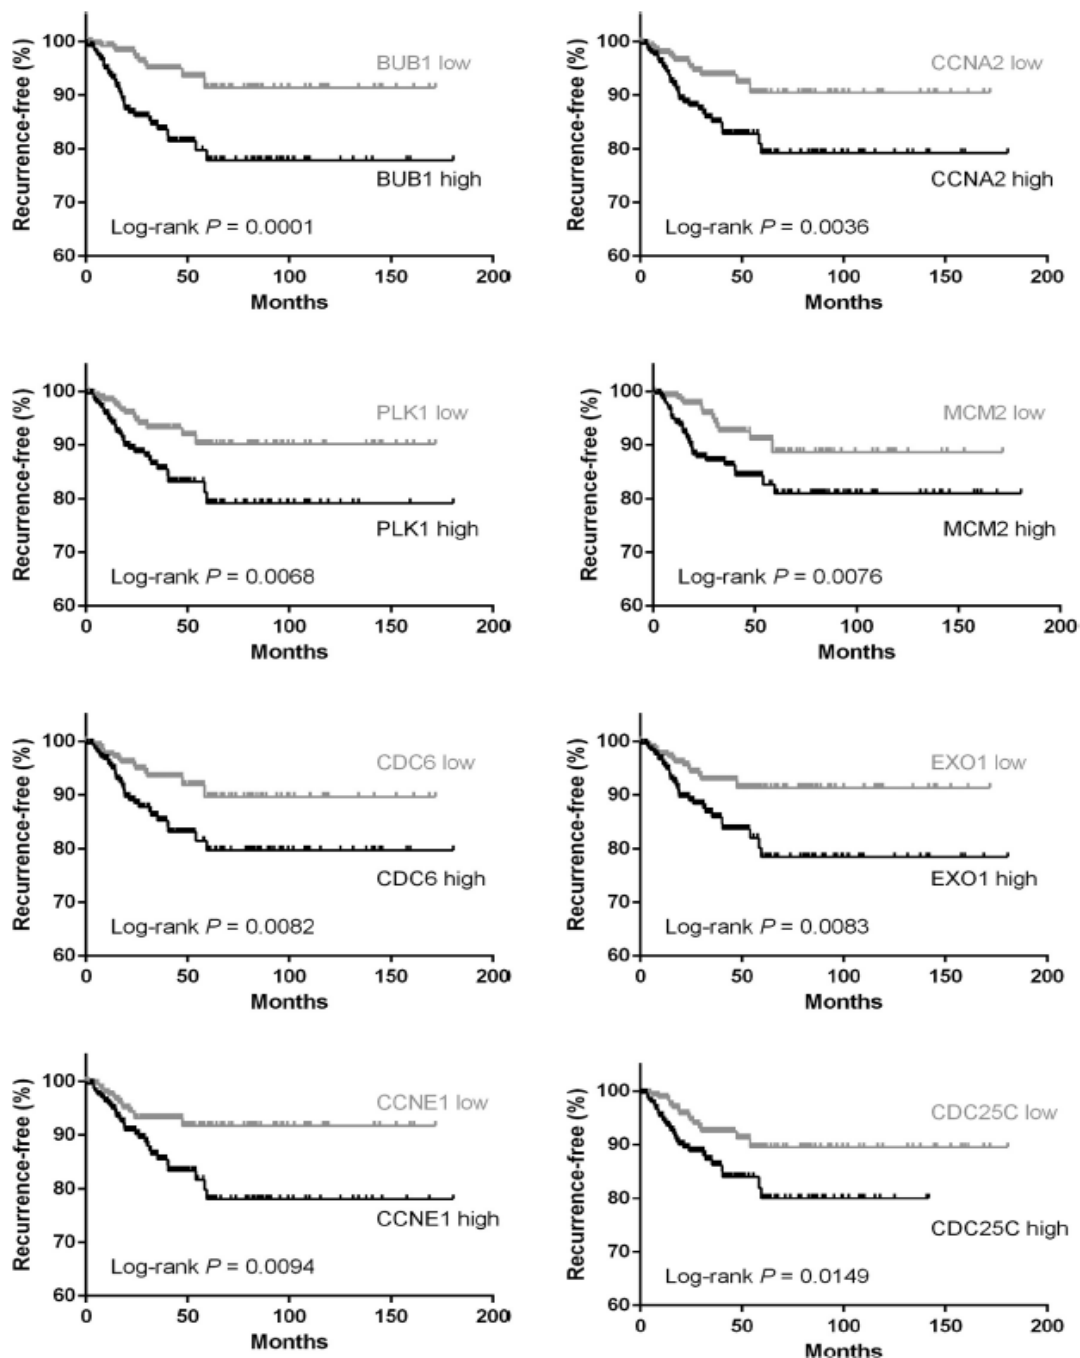 Recurrence-free (%)
100
90
80
70
60
BUB1 low
BUB1 high
Log-rank P = 0.0001
0 50 100 150 200
Months
Recurrence-free (%)
100
90
80
70
60
CCNA2 low
CCNA2 high
Log-rank P = 0.0036
0 50 100 150 200
Months
Recurrence-free (%)
100
90
80
70
60
PLK1 low
PLK1 high
Log-rank P = 0.0068
0 50 100 150 200
Months
Recurrence-free (%)
100
90
80
70
60
MCM2 low
MCM2 high
Log-rank P = 0.0076
0 50 100 150 200
Months
Recurrence-free (%)
100
90
80
70
60
CDC6 low
CDC6 high
Log-rank P = 0.0082
0 50 100 150 200
Months
Recurrence-free (%)
100
90
80
70
60
EXO1 low
EXO1 high
Log-rank P = 0.0083
0 50 100 150 200
Months
Recurrence-free (%)
100
90
80
70
60
CCNE1 low
CCNE1 high
Log-rank P = 0.0094
0 50 100 150 200
Months
Recurrence-free (%)
100
90
80
70
60
CDC25C low
CDC25C high
Log-rank P = 0.0149
0 50 100 150 200
Months